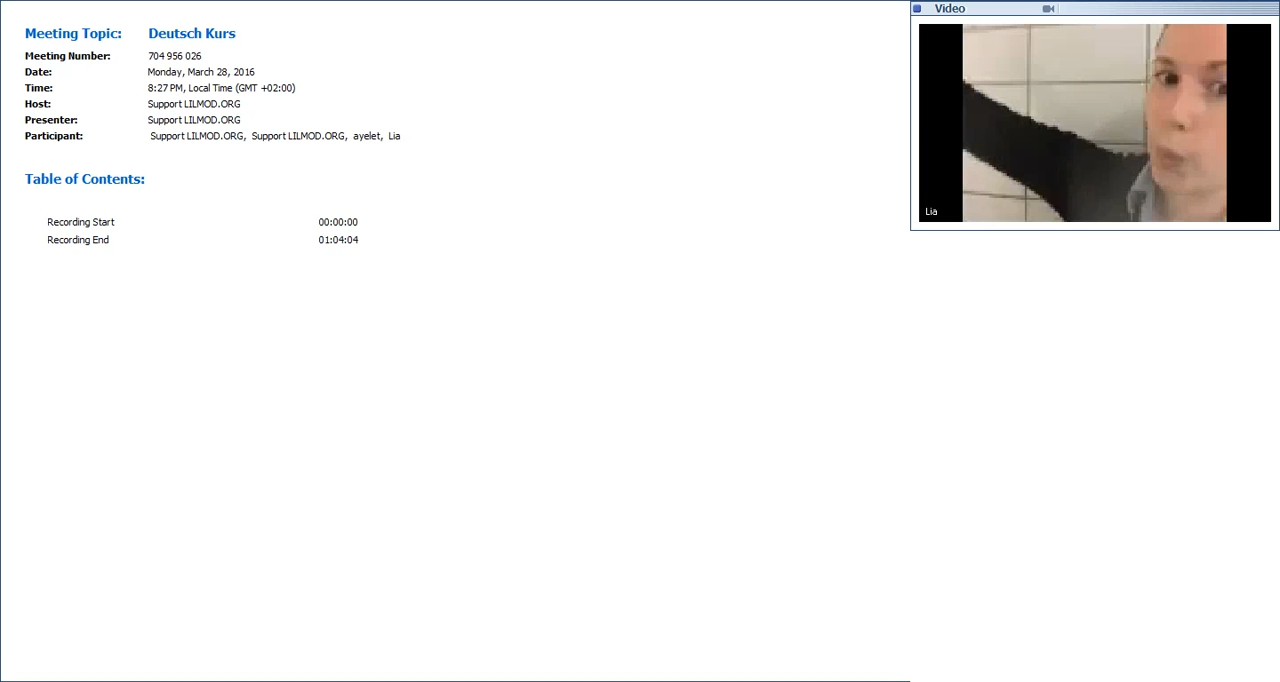 Meeting Topic: Deutsch Kurs
Meeting Number: 704 956 026
Date: Monday, March 28, 2016
Time: 8:27 PM, Local Time (GMT +02:00)
Host: Support LILMOD.ORG
Presenter: Support LILMOD.ORG
Participant: Support LILMOD.ORG, Support LILMOD.ORG, ayelet, Lia
Table of Contents:
Recording Start 00:00:00
Recording End 01:04:04
Video
Lia